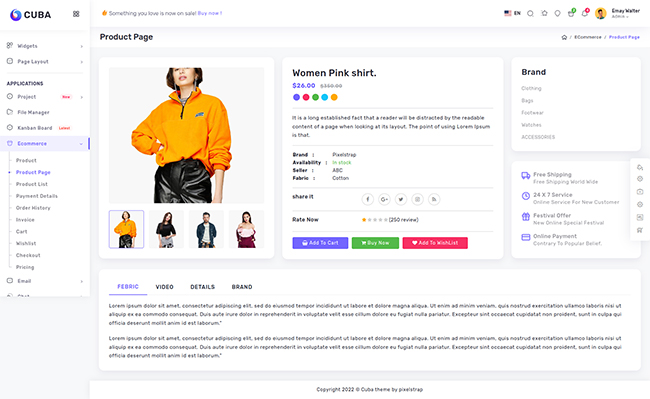 CUBA
Something you love is now on sale! Buy now !
EN
Emay Walter
Product Page
ECommerce / Product Page
Widgets
Page Layout
APPLICATIONS
Project New
File Manager
Kanban Board Latest
Ecommerce
Product
Product Page
Product List
Payment Details
Order History
Invoice
Cart
Wishlist
Checkout
Pricing
Email
Chat
Women Pink shirt.
$26.00 $350.00
It is a long established fact that a reader will be distracted by the readable
content of a page when looking at its layout. The point of using Lorem Ipsum
is that.
Brand : Pixelstrap
Availability : In stock
Seller : ABC
Fabric : Cotton
share it
Rate Now (250 review)
Add To Cart Buy Now Add To WishList
Brand
Clothing
Bags
Footwear
Watches
ACCESSORIES
Free Shipping
Free Shipping World Wide
24 X 7 Service
Online Service For New Customer
Festival Offer
New Online Special Festival
Online Payment
Contrary To Popular Belief.
FEBRIC VIDEO DETAILS BRAND
Lorem ipsum dolor sit amet, consectetur adipiscing elit, sed do eiusmod tempor incididunt ut labore et dolore magna aliqua. Ut enim ad minim veniam, quis nostrud exercitation ullamco laboris nisi ut
aliquip ex ea commodo consequat. Duis aute irure dolor in reprehenderit in voluptate velit esse cillum dolore eu fugiat nulla pariatur. Excepteur sint occaecat cupidatat non proident, sunt in culpa qui
officia deserunt mollit anim id est laborum."
Lorem ipsum dolor sit amet, consectetur adipiscing elit, sed do eiusmod tempor incididunt ut labore et dolore magna aliqua. Ut enim ad minim veniam, quis nostrud exercitation ullamco laboris nisi ut
aliquip ex ea commodo consequat. Duis aute irure dolor in reprehenderit in voluptate velit esse cillum dolore eu fugiat nulla pariatur. Excepteur sint occaecat cupidatat non proident, sunt in culpa qui
officia deserunt mollit anim id est laborum."
Copyright 2022 © Cuba theme by pixelstrap